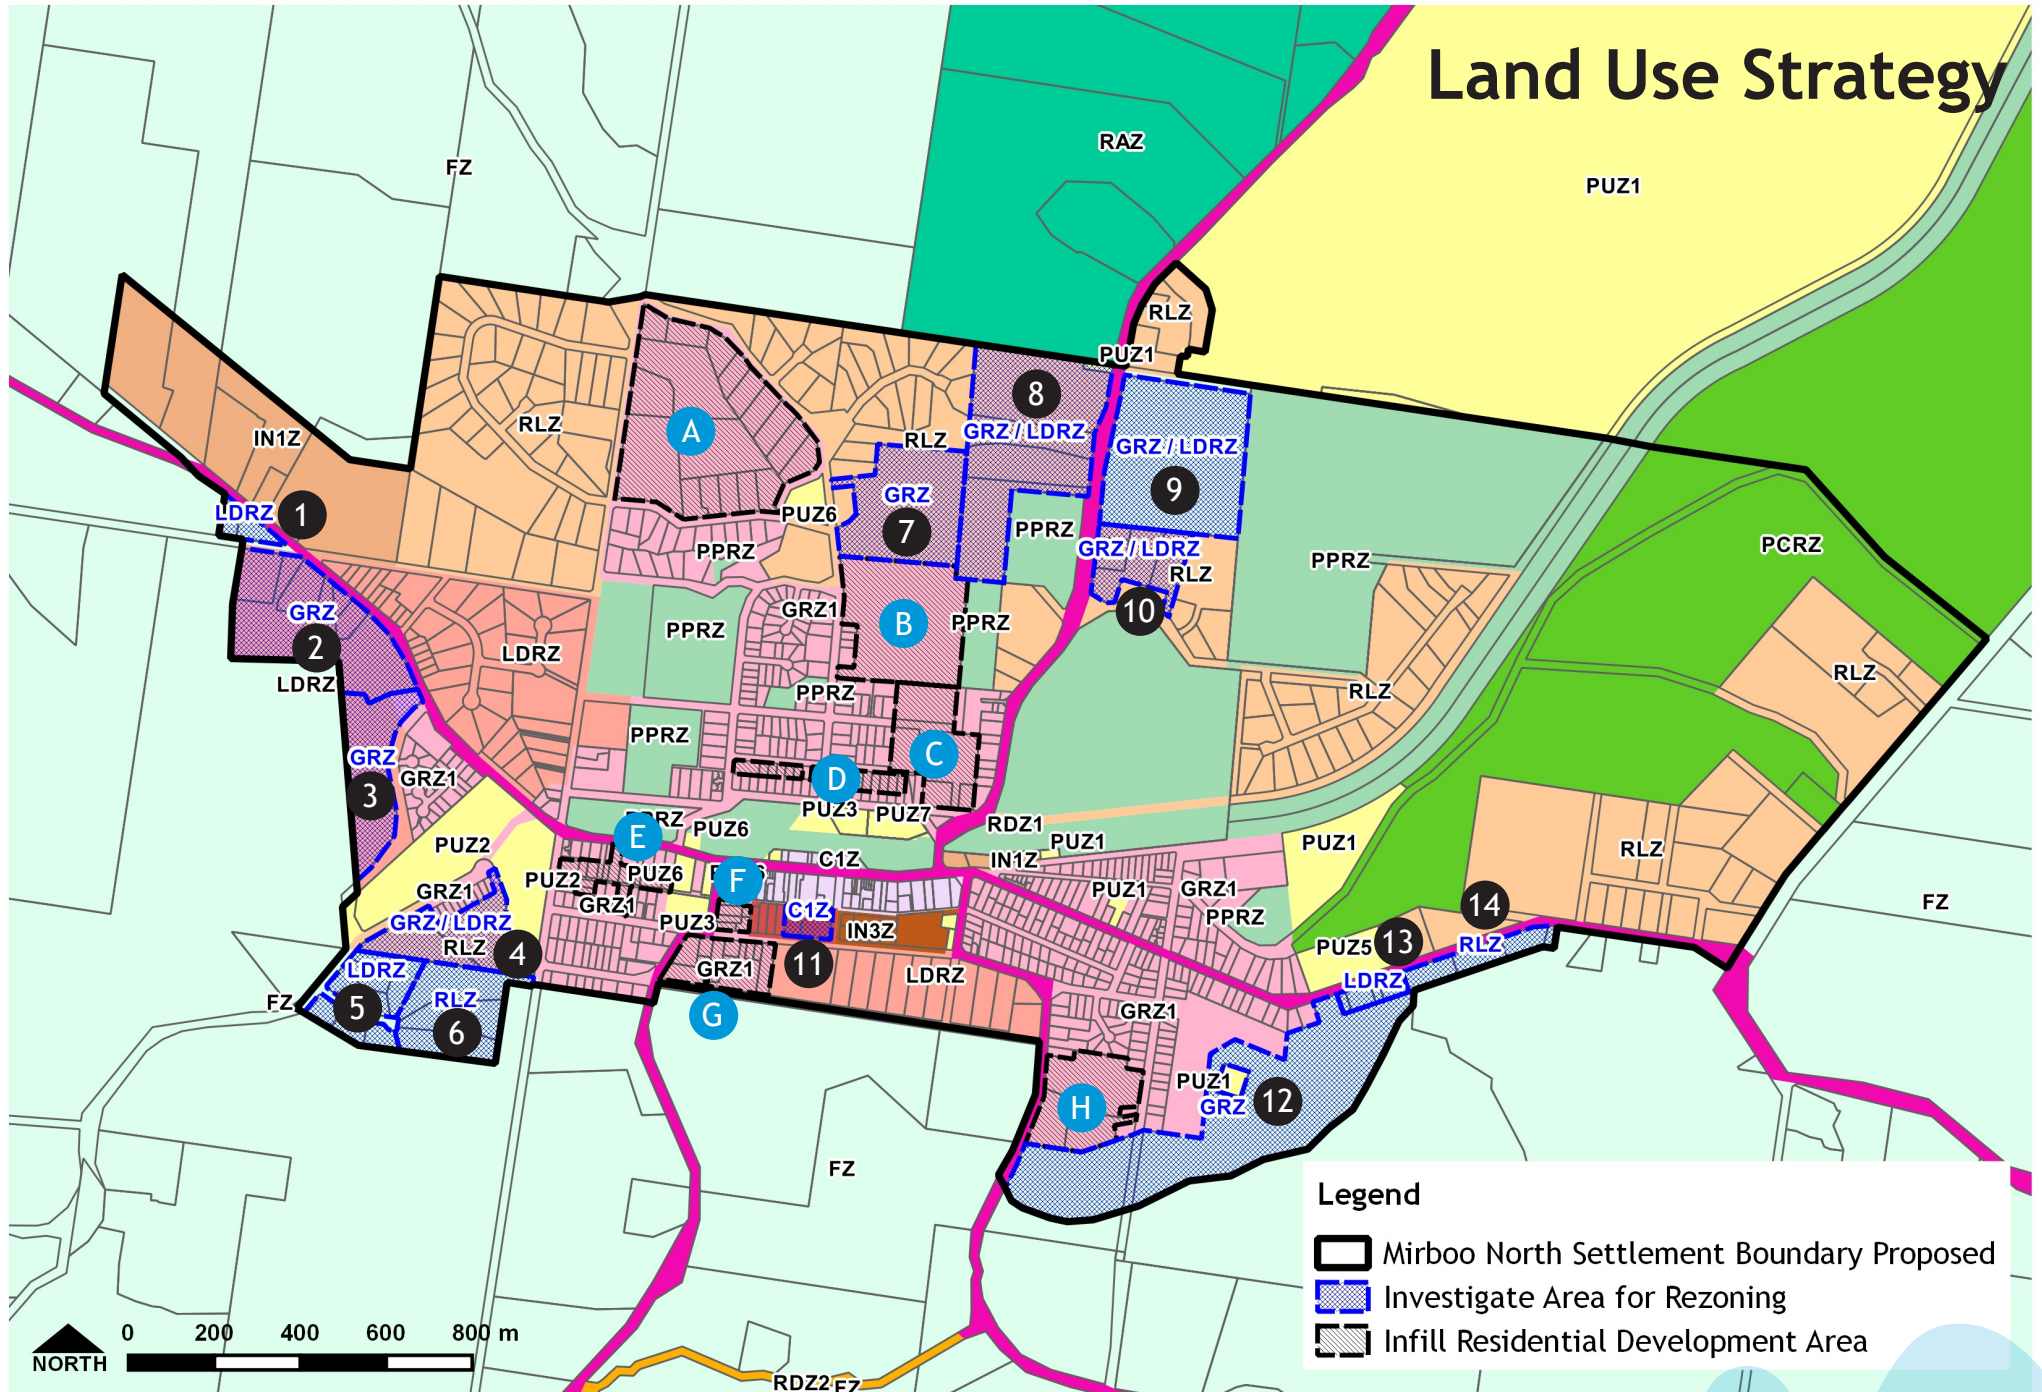 Land Use Strategy
RAZ
FZ
PUZ1
RLZ
PUZ1
8
A
RLZ
GRZ / LDRZ
IN1Z
RLZ
GRZ / LDRZ
9
GRZ
LDRZ
1
PUZ6
7
PPRZ
PPRZ
GRZ / LDRZ
PCRZ
PPRZ
RLZ
GRZ
GRZ1
10
B
PPRZ
PPRZ
2
LDRZ
RLZ
LDRZ
PPRZ
RLZ
PPRZ
GRZ
C
GRZ1
D
3
PUZ3
PUZ7
PPRZ
E
PUZ6
RDZ1
PUZ1
PUZ1
PUZ2
C1Z
IN1Z
RLZ
PUZ2
PUZ6
F
GRZ1
PUZ1
GRZ1
GRZ1
C1Z
FZ
14
GRZ / LDRZ
PUZ3
PPRZ
IN3Z
13
RLZ
4
PUZ5
RLZ
LDRZ
GRZ1
11
LDRZ
LDRZ
FZ
5
RLZ
6
G
GRZ1
PUZ1
H
GRZ
12
FZ
Legend
Mirboo North Settlement Boundary Proposed
Investigate Area for Rezoning
Infill Residential Development Area
0 200 400 600 800 m
NORTH
RDZ2
FZ